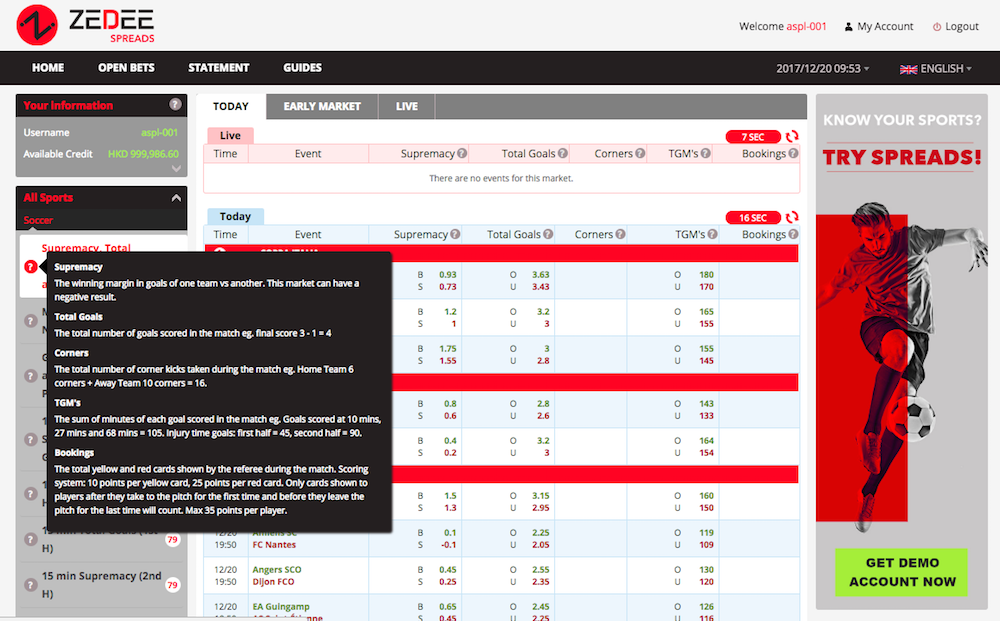 ZEDEE
SPREADS
Welcome aspl-001 My Account Logout
HOME OPEN BETS STATEMENT GUIDES 2017/12/20 09:53 ENGLISH
Your Information ?
Username aspl-001
Available Credit HKD 999,986.60
All Sports
Soccer
Supremacy, Total
?
Supremacy
The winning margin in goals of one team vs another. This market can have a
negative result.
Total Goals
The total number of goals scored in the match eg. final score 3 - 1 = 4
Corners
The total number of corner kicks taken during the match eg. Home Team 6
corners + Away Team 10 corners = 16.
TGM's
The sum of minutes of each goal scored in the match eg. Goals scored at 10 mins,
27 mins and 68 mins = 105. Injury time goals: first half = 45, second half = 90.
Bookings
The total yellow and red cards shown by the referee during the match. Scoring
system: 10 points per yellow card, 25 points per red card. Only cards shown to
players after they take to the pitch for the first time and before they leave the
pitch for the last time will count. Max 35 points per player.
H) 79
15 min Supremacy (2nd
H) 79
TODAY EARLY MARKET LIVE
Live 7 SEC
Time Event Supremacy ? Total Goals ? Corners ? TGM's ? Bookings ?
There are no events for this market.
Today 16 SEC
Time Event Supremacy ? Total Goals ? Corners ? TGM's ? Bookings ?
B 0.93 O 3.63 O 180
S 0.73 U 3.43 U 170
B 1.2 O 3.2 O 165
S 1 U 3 U 155
B 1.75 O 3 O 155
S 1.55 U 2.8 U 145
B 0.8 O 2.8 O 143
S 0.6 U 2.6 U 133
B 0.4 O 3.2 O 164
S 0.2 U 3 U 154
B 1.5 O 3.15 O 160
S 1.3 U 2.95 U 150
12/20 Amiens SC B 0.1 O 2.25 O 119
19:50 FC Nantes S -0.1 U 2.05 U 109
12/20 Angers SCO B 0.45 O 2.55 O 130
19:50 Dijon FCO S 0.25 U 2.35 U 120
12/20 EA Guingamp B 0.65 O 2.45 O 126
S 0.45 U 2.25 U 116
KNOW YOUR SPORTS?
TRY SPREADS!
GET DEMO
ACCOUNT NOW